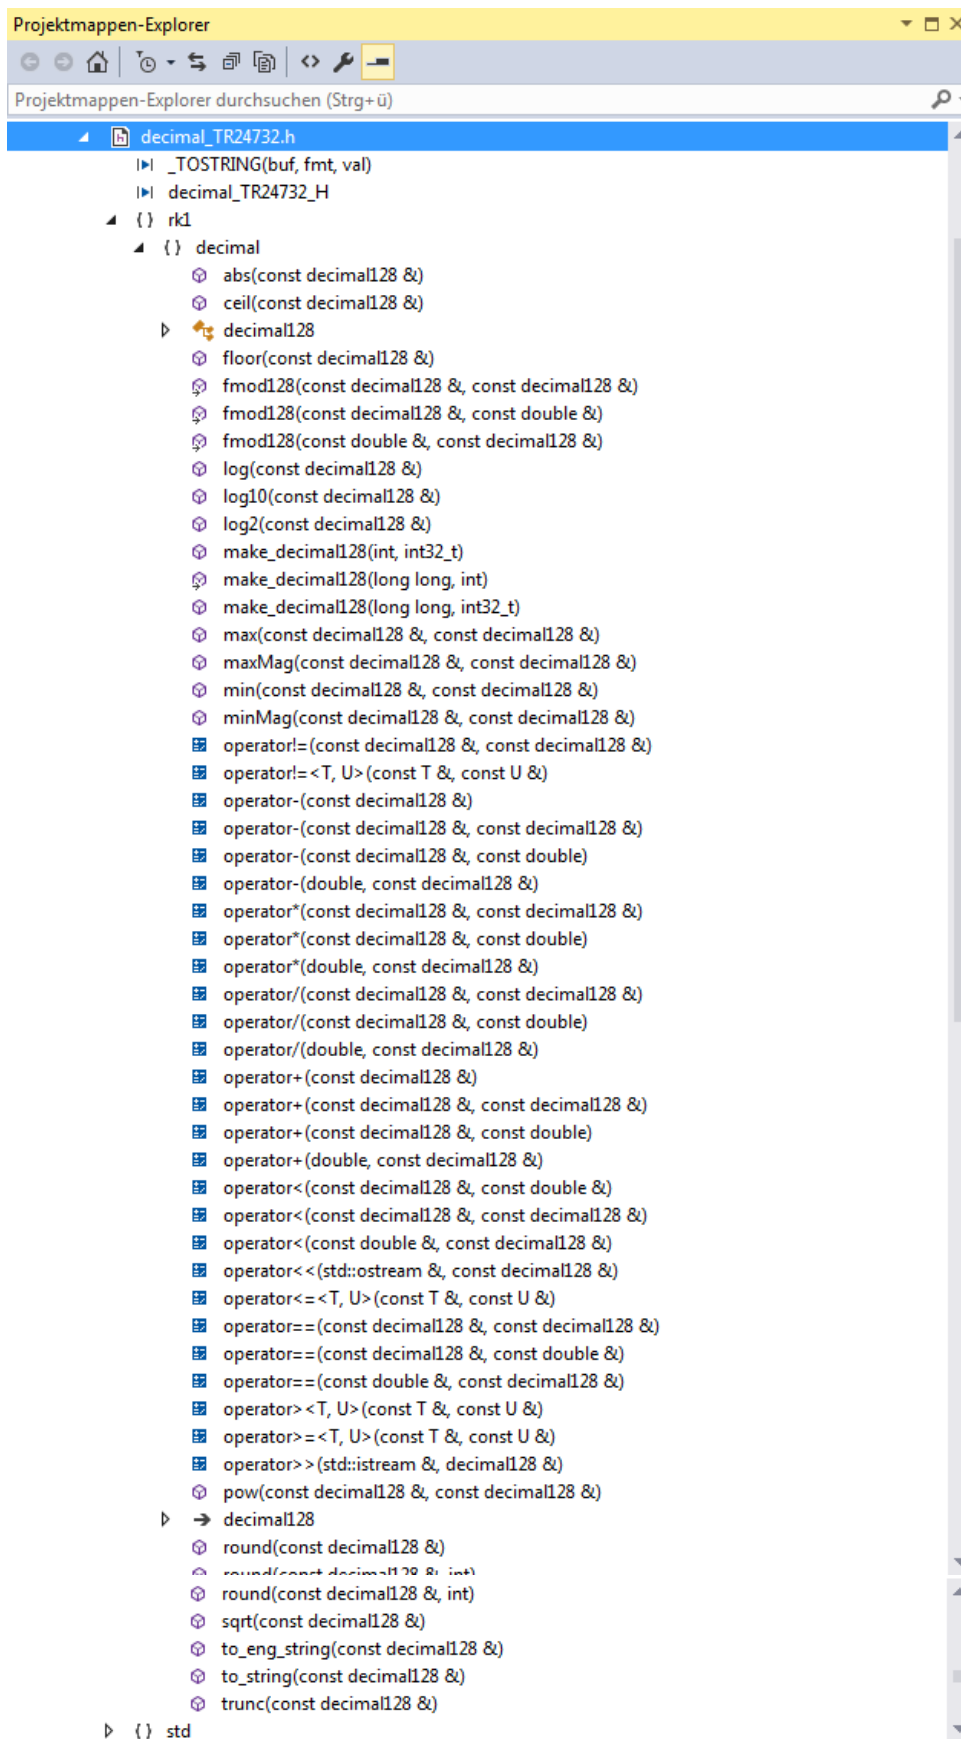 Projektmappen-Explorer
Projektmappen-Explorer durchsuchen (Strg+ü)
decimal_TR24732.h
_TOSTRING(buf, fmt, val)
decimal_TR24732_H
{ } rk1
{ } decimal
abs(const decimal128 &)
ceil(const decimal128 &)
decimal128
floor(const decimal128 &)
fmod128(const decimal128 &, const decimal128 &)
fmod128(const decimal128 &, const double &)
fmod128(const double &, const decimal128 &)
log(const decimal128 &)
log10(const decimal128 &)
log2(const decimal128 &)
make_decimal128(int, int32_t)
make_decimal128(long long, int)
make_decimal128(long long, int32_t)
max(const decimal128 &, const decimal128 &)
maxMag(const decimal128 &, const decimal128 &)
min(const decimal128 &, const decimal128 &)
minMag(const decimal128 &, const decimal128 &)
operator!=(const decimal128 &, const decimal128 &)
operator!=<T, U>(const T &, const U &)
operator-(const decimal128 &)
operator-(const decimal128 &, const decimal128 &)
operator-(const decimal128 &, const double)
operator-(double, const decimal128 &)
operator*(const decimal128 &, const decimal128 &)
operator*(const decimal128 &, const double)
operator*(double, const decimal128 &)
operator/(const decimal128 &, const decimal128 &)
operator/(const decimal128 &, const double)
operator/(double, const decimal128 &)
operator+(const decimal128 &)
operator+(const decimal128 &, const decimal128 &)
operator+(const decimal128 &, const double)
operator+(double, const decimal128 &)
operator<(const decimal128 &, const double &)
operator<(const decimal128 &, const decimal128 &)
operator<(const double &, const decimal128 &)
operator<<(std::ostream &, const decimal128 &)
operator<=<T, U>(const T &, const U &)
operator==(const decimal128 &, const decimal128 &)
operator==(const decimal128 &, const double &)
operator==(const double &, const decimal128 &)
operator><T, U>(const T &, const U &)
operator>=<T, U>(const T &, const U &)
operator>>(std::istream &, decimal128 &)
pow(const decimal128 &, const decimal128 &)
decimal128
round(const decimal128 &)
round(const decimal128 &, int)
round(const decimal128 &, int)
sqrt(const decimal128 &)
to_eng_string(const decimal128 &)
to_string(const decimal128 &)
trunc(const decimal128 &)
{ } std